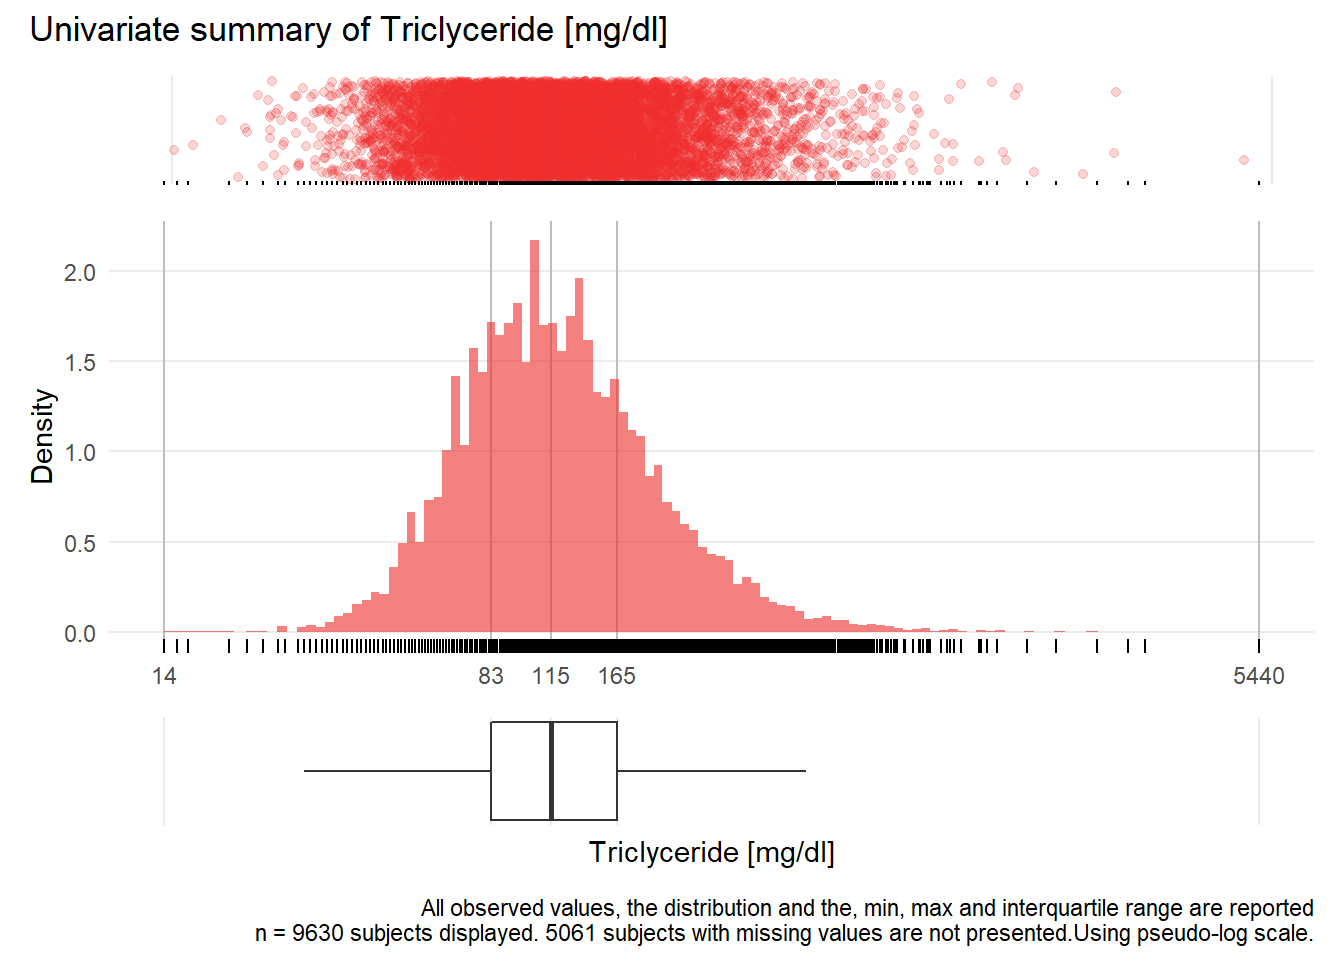 Univariate summary of Triclyceride [mg/dl]
2.0
1.5
1.0
0.5
0.0
Density
14 83 115 165 5440
Triclyceride [mg/dl]
All observed values, the distribution and the, min, max and interquartile range are reported
n = 9630 subjects displayed. 5061 subjects with missing values are not presented.Using pseudo-log scale.